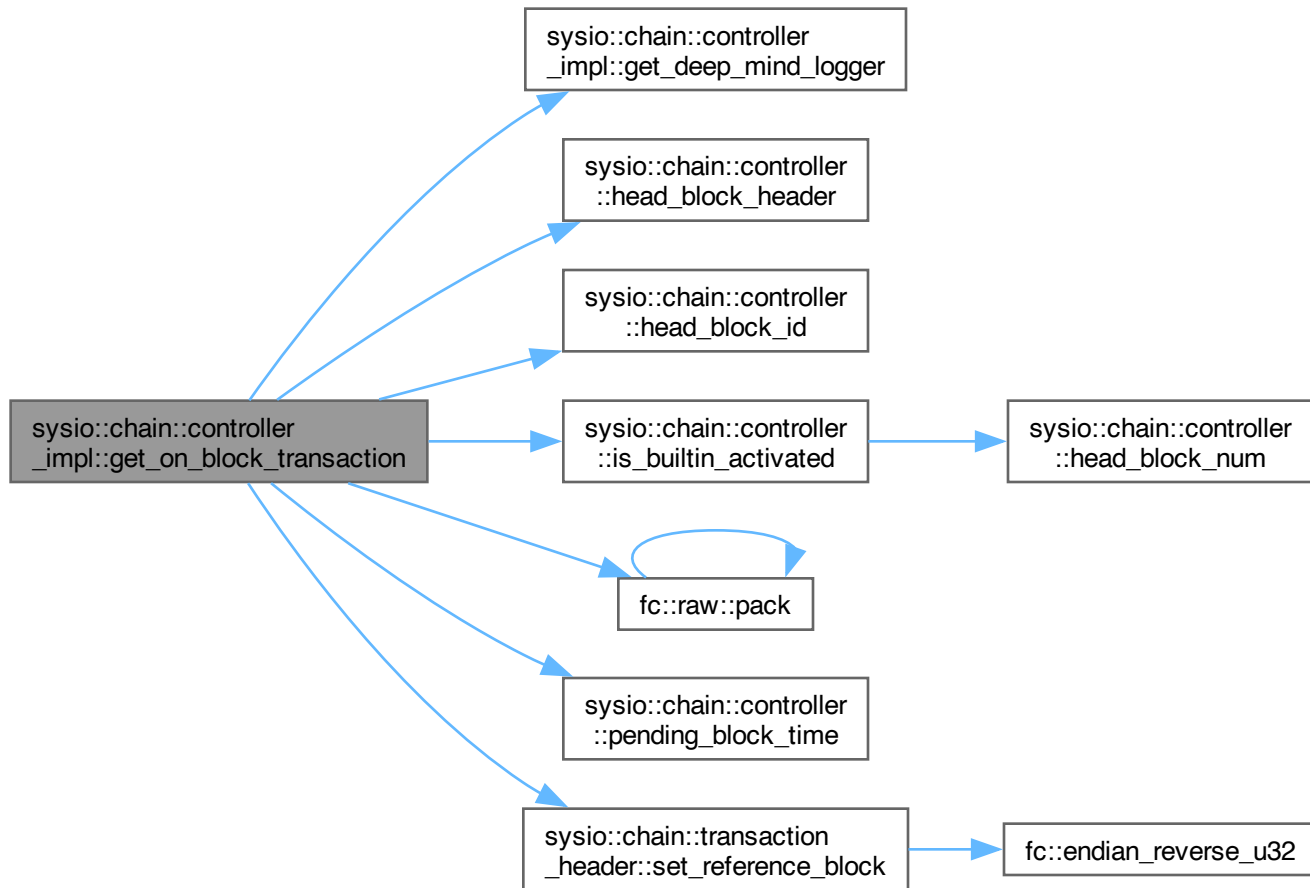 sysio::chain::controller
_impl::get_deep_mind_logger
sysio::chain::controller
::head_block_header
sysio::chain::controller
::head_block_id
sysio::chain::controller
_impl::get_on_block_transaction
sysio::chain::controller
::is_builtin_activated
sysio::chain::controller
::head_block_num
fc::raw::pack
sysio::chain::controller
::pending_block_time
sysio::chain::transaction
_header::set_reference_block
fc::endian_reverse_u32